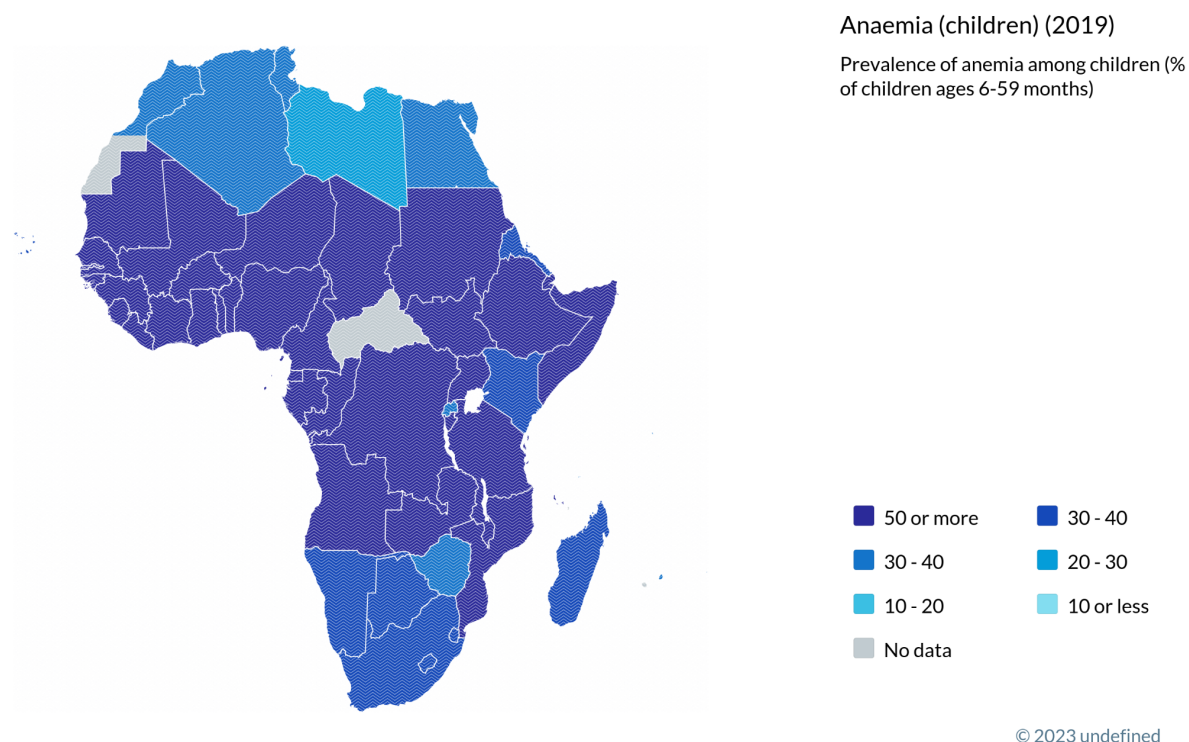 Anaemia (children) (2019)
Prevalence of anemia among children (%
of children ages 6-59 months)
50 or more
30 - 40
30 - 40
20 - 30
10 - 20
10 or less
No data
© 2023 undefined